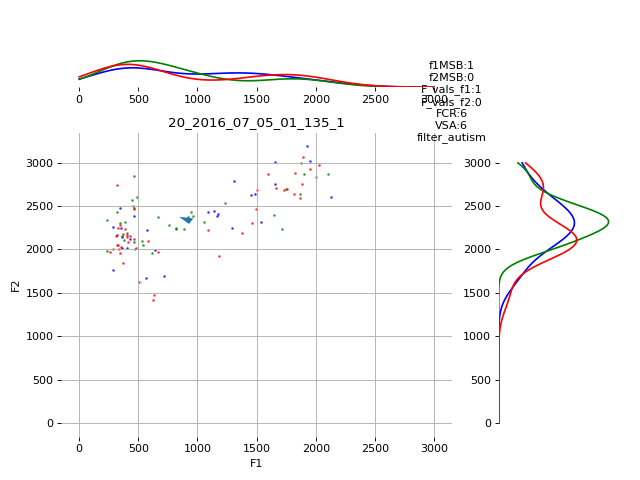 f1MSB:1
f2MSB:0
F_vals_f1:1
F_vals_f2:0
FCR:6
VSA:6
filter_autism
0 500 1000 1500 2000 2500 3000
20_2016_07_05_01_135_1
3000 3000
2500 2500
2000 2000
1500 1500
1000 1000
500 500
0 0
F2
0 500 1000 1500 2000 2500 3000
F1